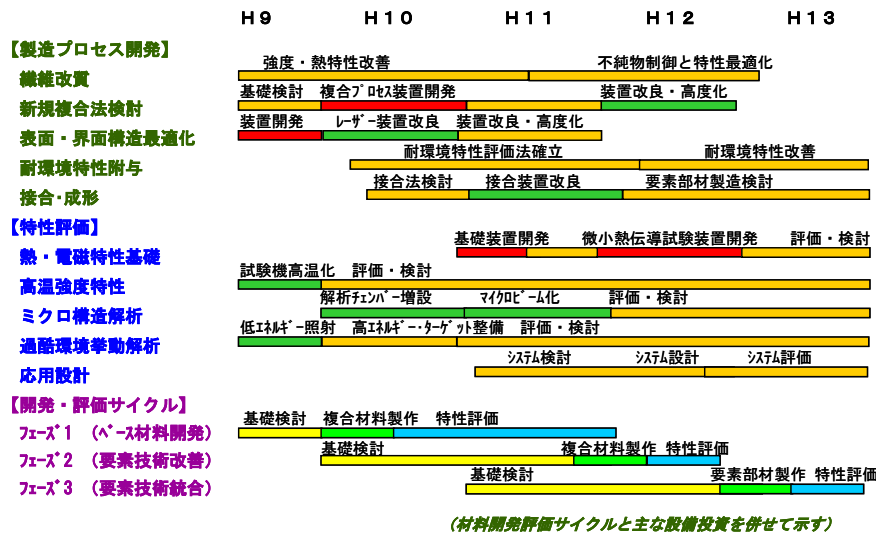 H9 H10 H11 H12 H13
【製造プロセス開発】
強度・熱特性改善 不純物制御と特性最適化
繊維改質
基礎検討 複合ﾌﾟﾛｾｽ装置開発 装置改良・高度化
新規複合法検討
装置開発 ﾚｰｻﾞｰ装置改良 装置改良・高度化
表面・界面構造最適化
耐環境特性評価法確立 耐環境特性改善
耐環境特性附与
接合法検討 接合装置改良 要素部材製造検討
接合・成形
【特性評価】
基礎装置開発 微小熱伝導試験装置開発 評価・検討
熱・電磁特性基礎
試験機高温化 評価・検討
高温強度特性
解析ﾁｪﾝﾊﾞｰ増設 ﾏｲｸﾛﾋﾞｰﾑ化 評価・検討
ミクロ構造解析
低ｴﾈﾙｷﾞｰ照射 高ｴﾈﾙｷﾞｰ・ﾀｰｹﾞｯﾄ整備 評価・検討
過酷環境挙動解析
ｼｽﾃﾑ検討 ｼｽﾃﾑ設計 ｼｽﾃﾑ評価
応用設計
【開発・評価サイクル】
基礎検討 複合材料製作 特性評価
ﾌｪｰｽﾞ1 （ﾍﾞｰｽ材料開発）
基礎検討 複合材料製作 特性評価
ﾌｪｰｽﾞ2 （要素技術改善）
基礎検討 要素部材製作 特性評価
ﾌｪｰｽﾞ3 （要素技術統合）
（材料開発評価サイクルと主な設備投資を併せて示す）